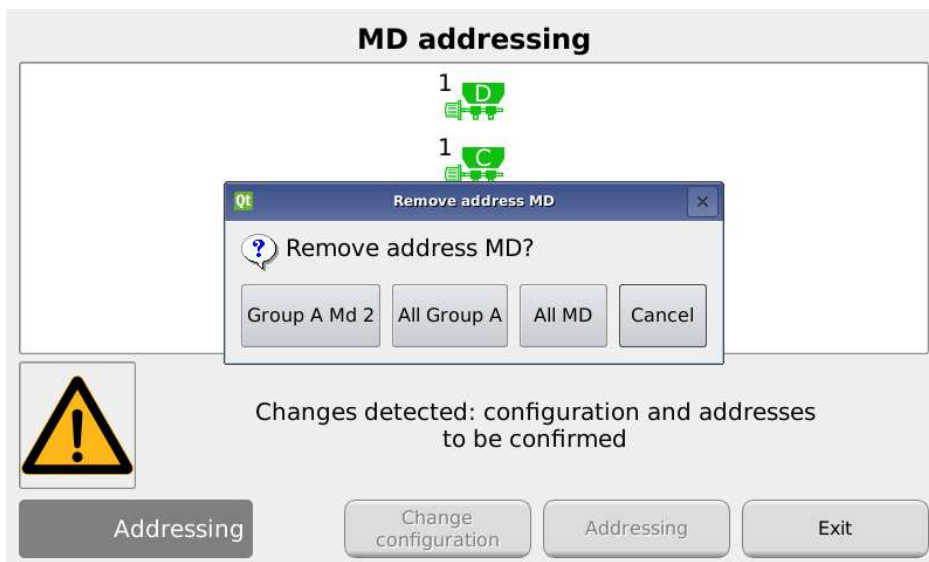 MD addressing
1
D
1
C
Qt
Remove address MD
Remove address MD?
Group A Md 2
All Group A
All MD
Cancel
Changes detected: configuration and addresses
to be confirmed
Addressing
Change
configuration
Addressing
Exit